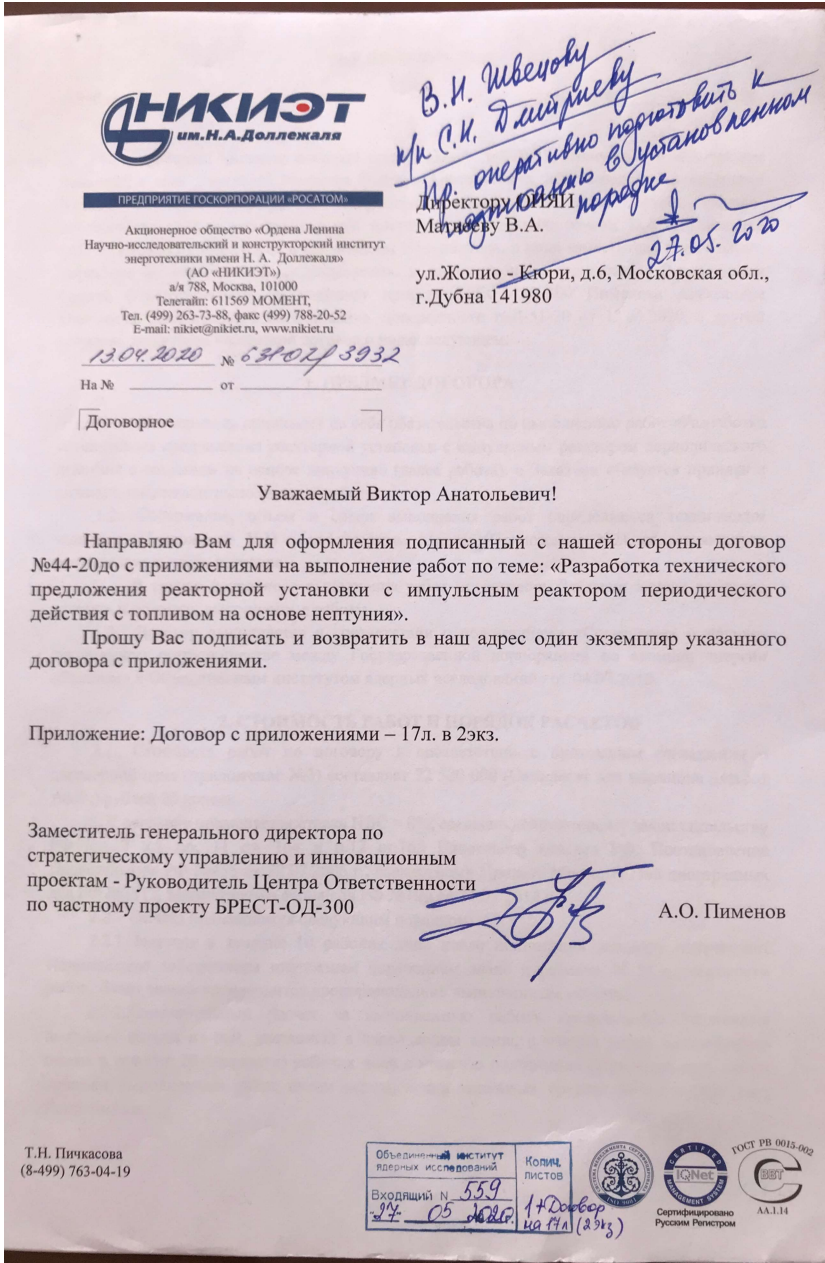 НИКИЭТ
им.Н.А.Доллежаля
ПРЕДПРИЯТИЕ ГОСКОРПОРАЦИИ «РОСАТОМ»
Акционерное общество «Ордена Ленина
Научно-исследовательский и конструкторский институт
энерготехники имени Н. А. Доллежаля»
(АО «НИКИЭТ»)
а/я 788, Москва, 101000
Телетайп: 611569 МОМЕНТ,
Тел. (499) 263-73-88, факс (499) 788-20-52
E-mail: nikiet@nikiet.ru, www.nikiet.ru
13.04.2020 № 631-02/3932
На № от
Договорное
В.Н. Швецову
к/к С.Н. Дмитриеву
Пр. оперативно подготовить к
подписанию в установленном
порядке
27.05.2020
Директору ОИЯИ
Матвееву В.А.
ул.Жолио - Кюри, д.6, Московская обл.,
г.Дубна 141980
Уважаемый Виктор Анатольевич!
Направляю Вам для оформления подписанный с нашей стороны договор
№44-20до с приложениями на выполнение работ по теме: «Разработка технического
предложения реакторной установки с импульсным реактором периодического
действия с топливом на основе нептуния».
Прошу Вас подписать и возвратить в наш адрес один экземпляр указанного
договора с приложениями.
Приложение: Договор с приложениями – 17л. в 2экз.
Заместитель генерального директора по
стратегическому управлению и инновационным
проектам - Руководитель Центра Ответственности
по частному проекту БРЕСТ-ОД-300
А.О. Пименов
Т.Н. Пичкасова
(8-499) 763-04-19
Объединенный институт
ядерных исследований
Входящий N 559
27 05 2020.
Колич.
листов
1+Договор
на 17л (2экз)
ISO 9001
CERTIFIED
IQNet
MANAGEMENT SYSTEM
Сертифицировано
Русским Регистром
ГОСТ РВ 0015-002
ВВТ
АА.1.14